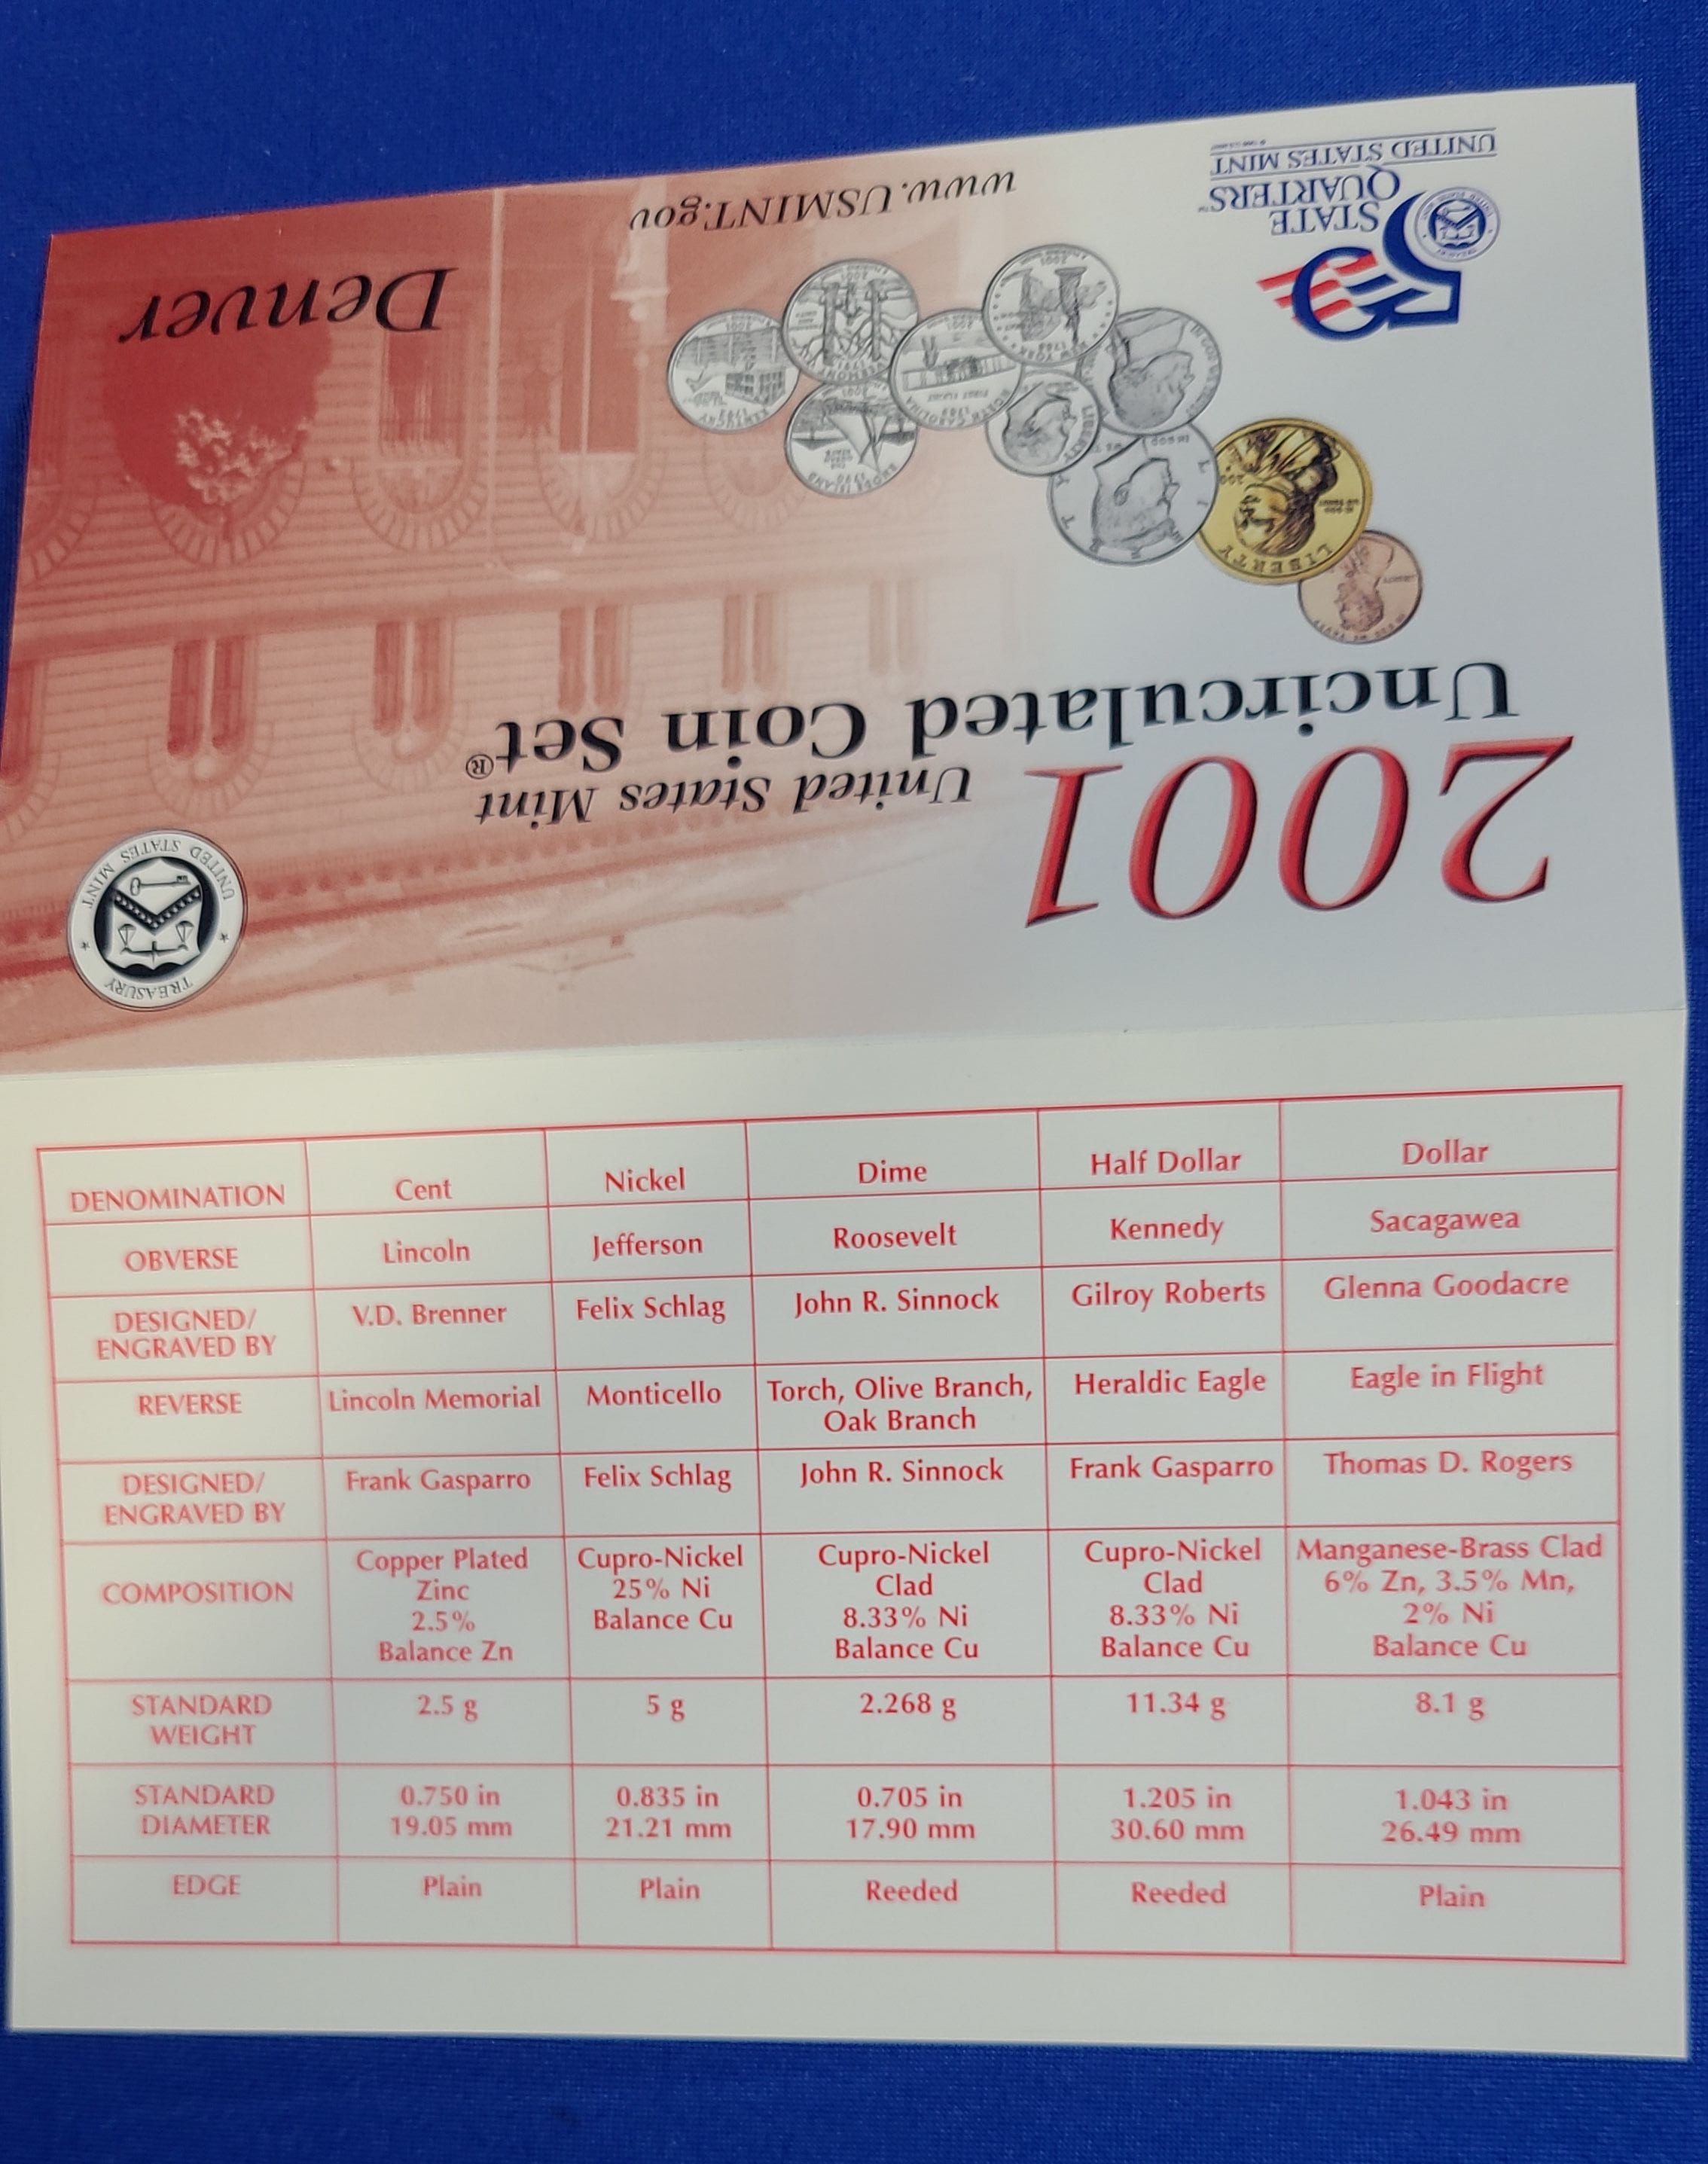 2001
United States Mint
Uncirculated Coin Set®
www.USMINT.gov
Denver
50
STATE
QUARTERS™
UNITED STATES MINT
TREASURY
UNITED STATES MINT
LIBERTY
DENOMINATION Cent Nickel Dime Half Dollar Dollar
OBVERSE Lincoln Jefferson Roosevelt Kennedy Sacagawea
DESIGNED/ V.D. Brenner Felix Schlag John R. Sinnock Gilroy Roberts Glenna Goodacre
ENGRAVED BY
REVERSE Lincoln Memorial Monticello Torch, Olive Branch, Heraldic Eagle Eagle in Flight
Oak Branch
DESIGNED/ Frank Gasparro Felix Schlag John R. Sinnock Frank Gasparro Thomas D. Rogers
ENGRAVED BY
COMPOSITION Copper Plated Cupro-Nickel Cupro-Nickel Cupro-Nickel Manganese-Brass Clad
Zinc 25% Ni Clad Clad 6% Zn, 3.5% Mn,
2.5% Balance Cu 8.33% Ni 8.33% Ni 2% Ni
Balance Zn Balance Cu Balance Cu Balance Cu
STANDARD 2.5 g 5 g 2.268 g 11.34 g 8.1 g
WEIGHT
STANDARD 0.750 in 0.835 in 0.705 in 1.205 in 1.043 in
DIAMETER 19.05 mm 21.21 mm 17.90 mm 30.60 mm 26.49 mm
EDGE Plain Plain Reeded Reeded Plain